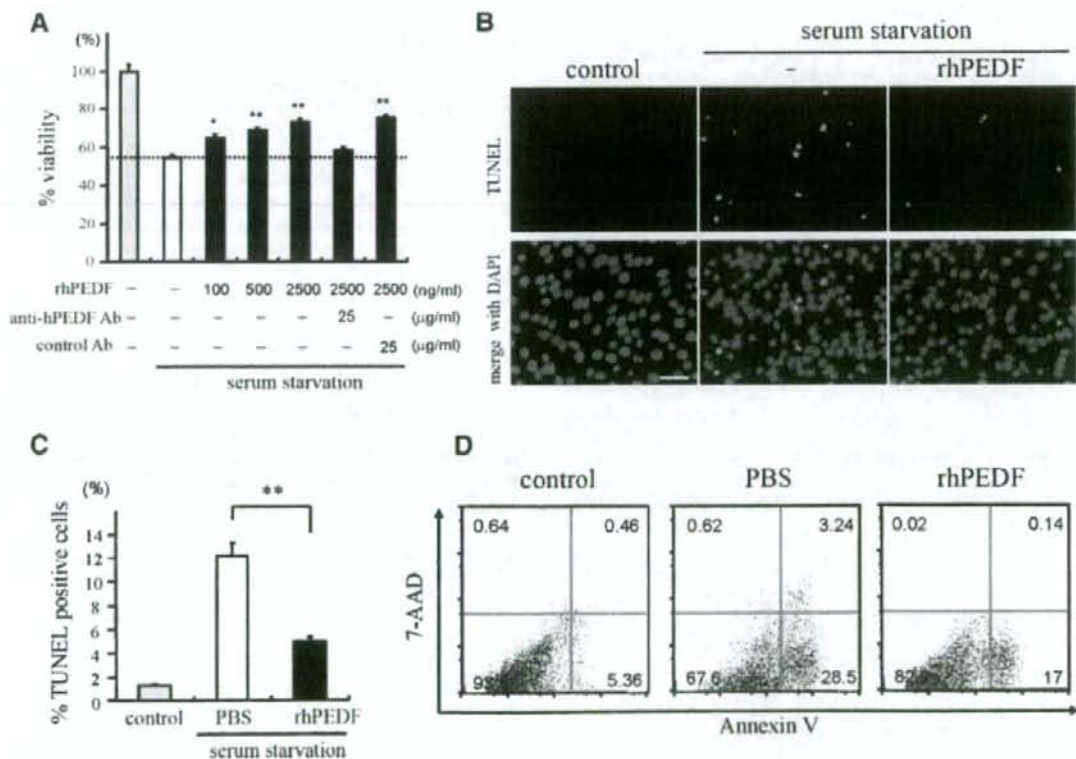 A
(%)
100
80
60
40
20
0
% viability
* ** ** **
rhPEDF – – 100 500 2500 2500 2500 (ng/ml)
anti-hPEDF Ab – – – – – 25 (μg/ml)
control Ab – – – – – – 25 (μg/ml)
serum starvation
B
serum starvation
control - rhPEDF
TUNEL
merge with DAPI
C
(%)
**
14
12
10
8
6
4
2
0
% TUNEL positive cells
control PBS rhPEDF
serum starvation
D
control PBS rhPEDF
0.64 0.46 0.62 3.24 0.02 0.14
5.36 67.6 28.5 17
7-AAD
Annexin V